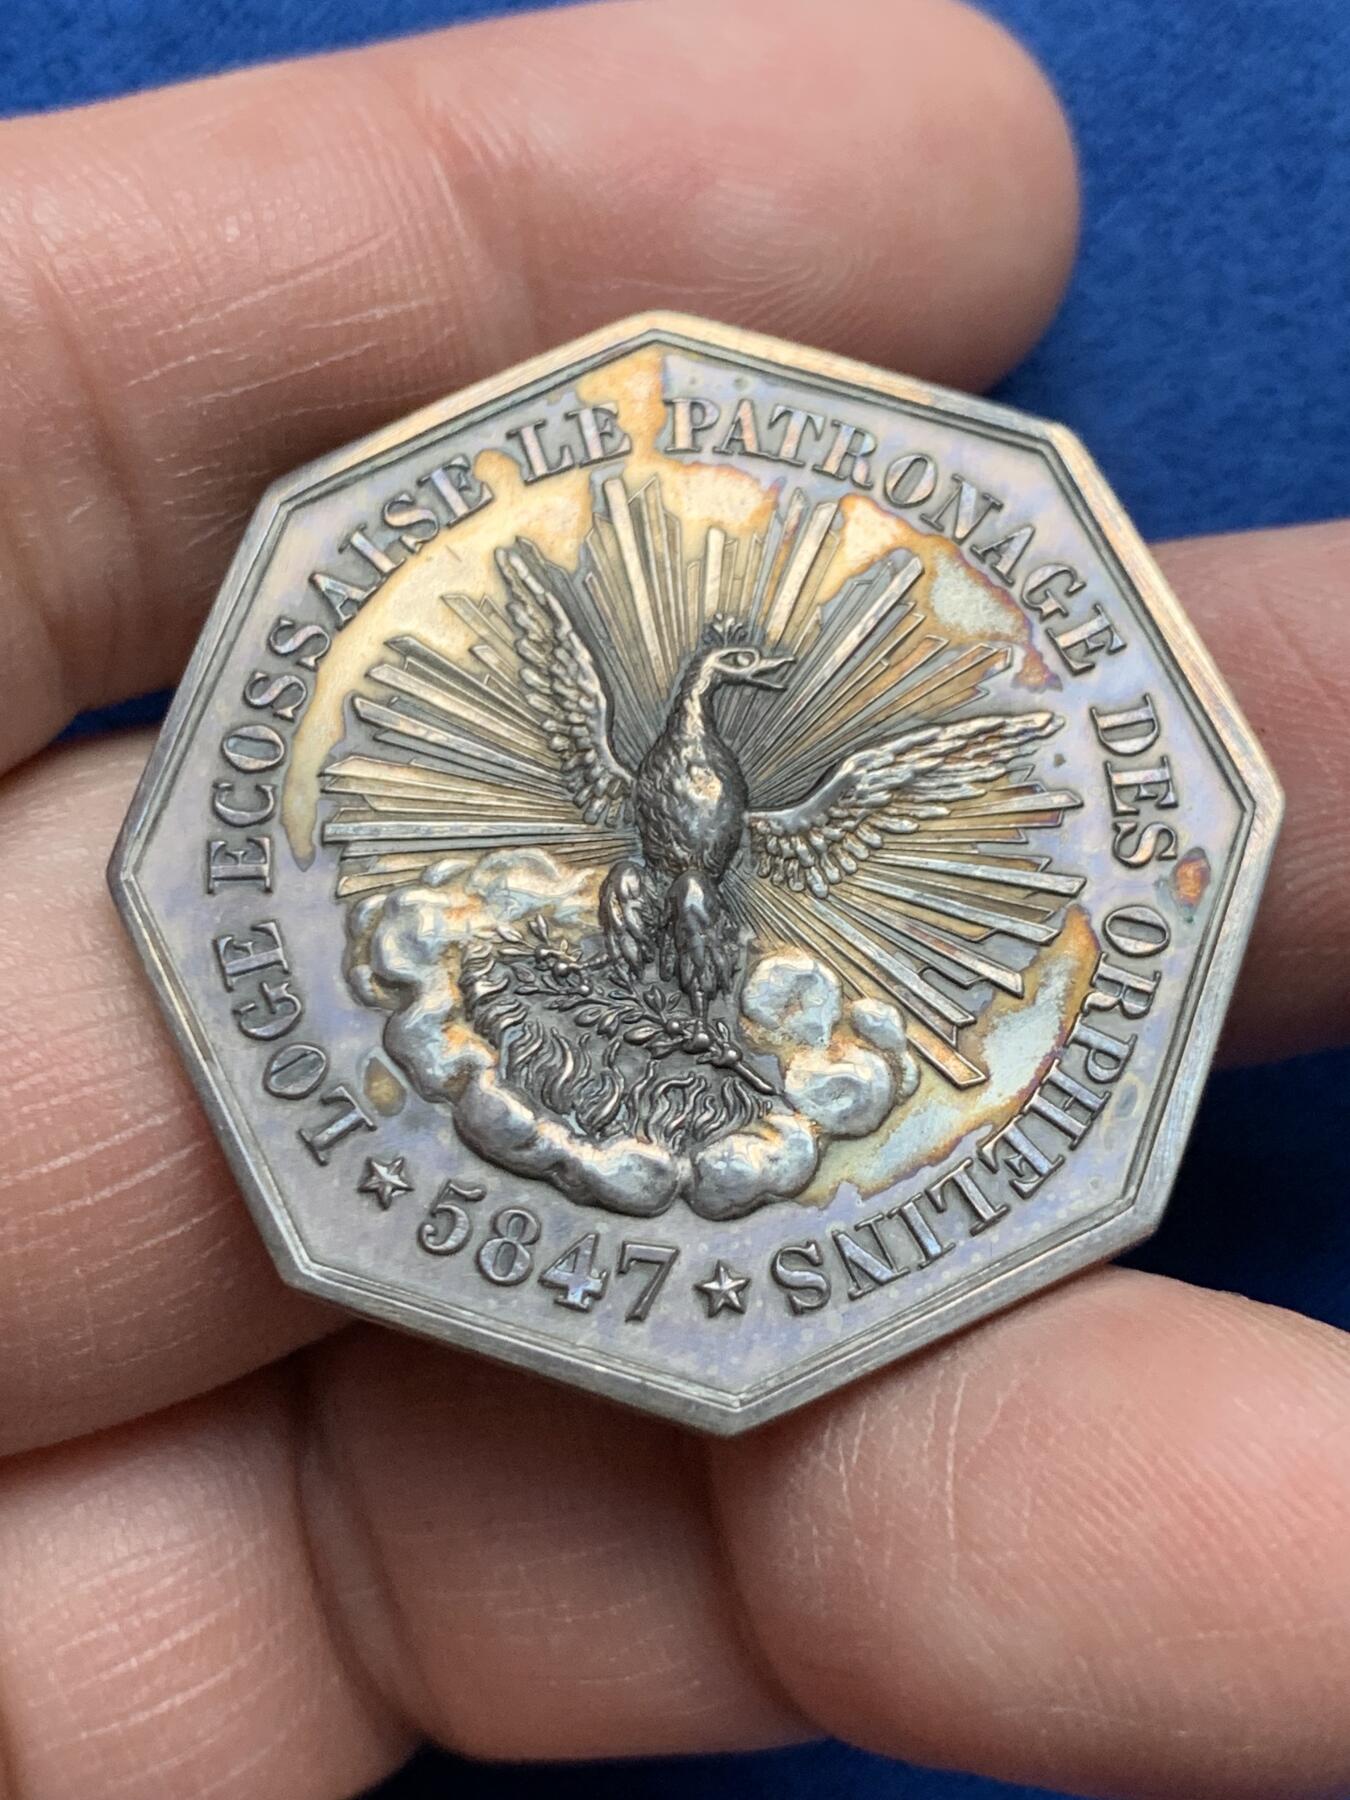 LOGE ECOSSAISE LE PATRONAGE DES ORPHELINS
★ 5847 ★